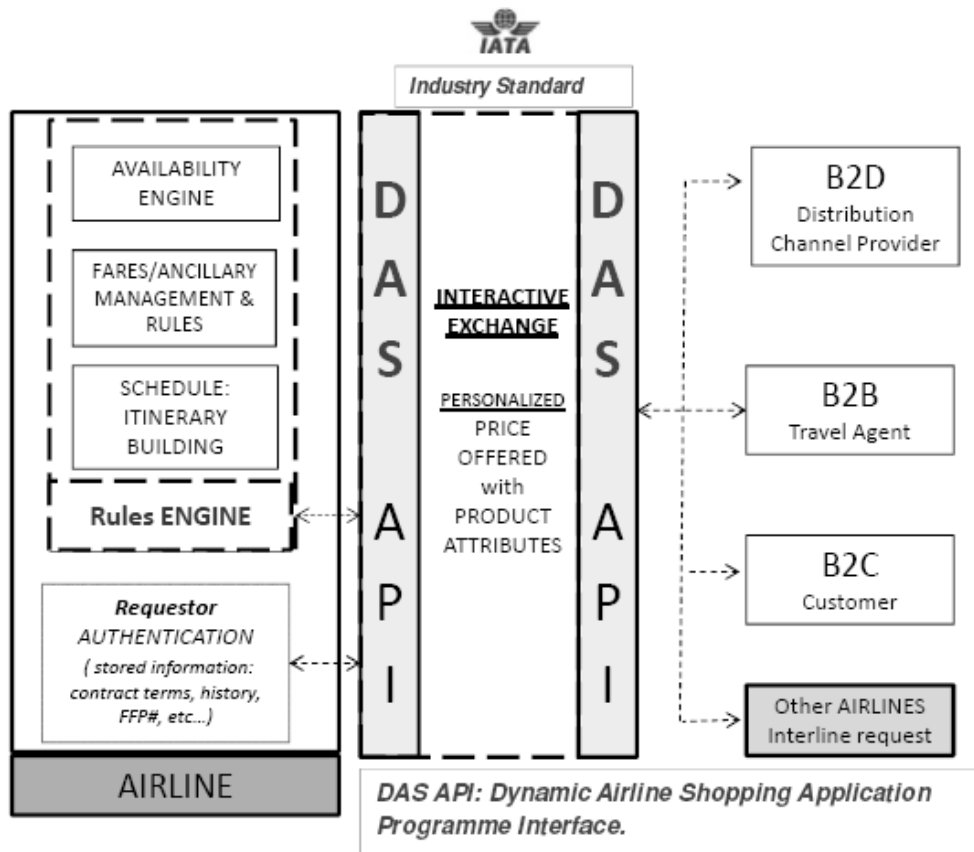 IATA
Industry Standard
AVAILABILITY
ENGINE
FARES/ANCILLARY
MANAGEMENT &
RULES
SCHEDULE:
ITINERARY
BUILDING
Rules ENGINE
Requestor
AUTHENTICATION
( stored information:
contract terms, history,
FFP#, etc...)
AIRLINE
D
A
S
A
P
I
INTERACTIVE
EXCHANGE
PERSONALIZED
PRICE
OFFERED
with
PRODUCT
ATTRIBUTES
D
A
S
A
P
I
B2D
Distribution
Channel Provider
B2B
Travel Agent
B2C
Customer
Other AIRLINES
Interline request
DAS API: Dynamic Airline Shopping Application
Programme Interface.